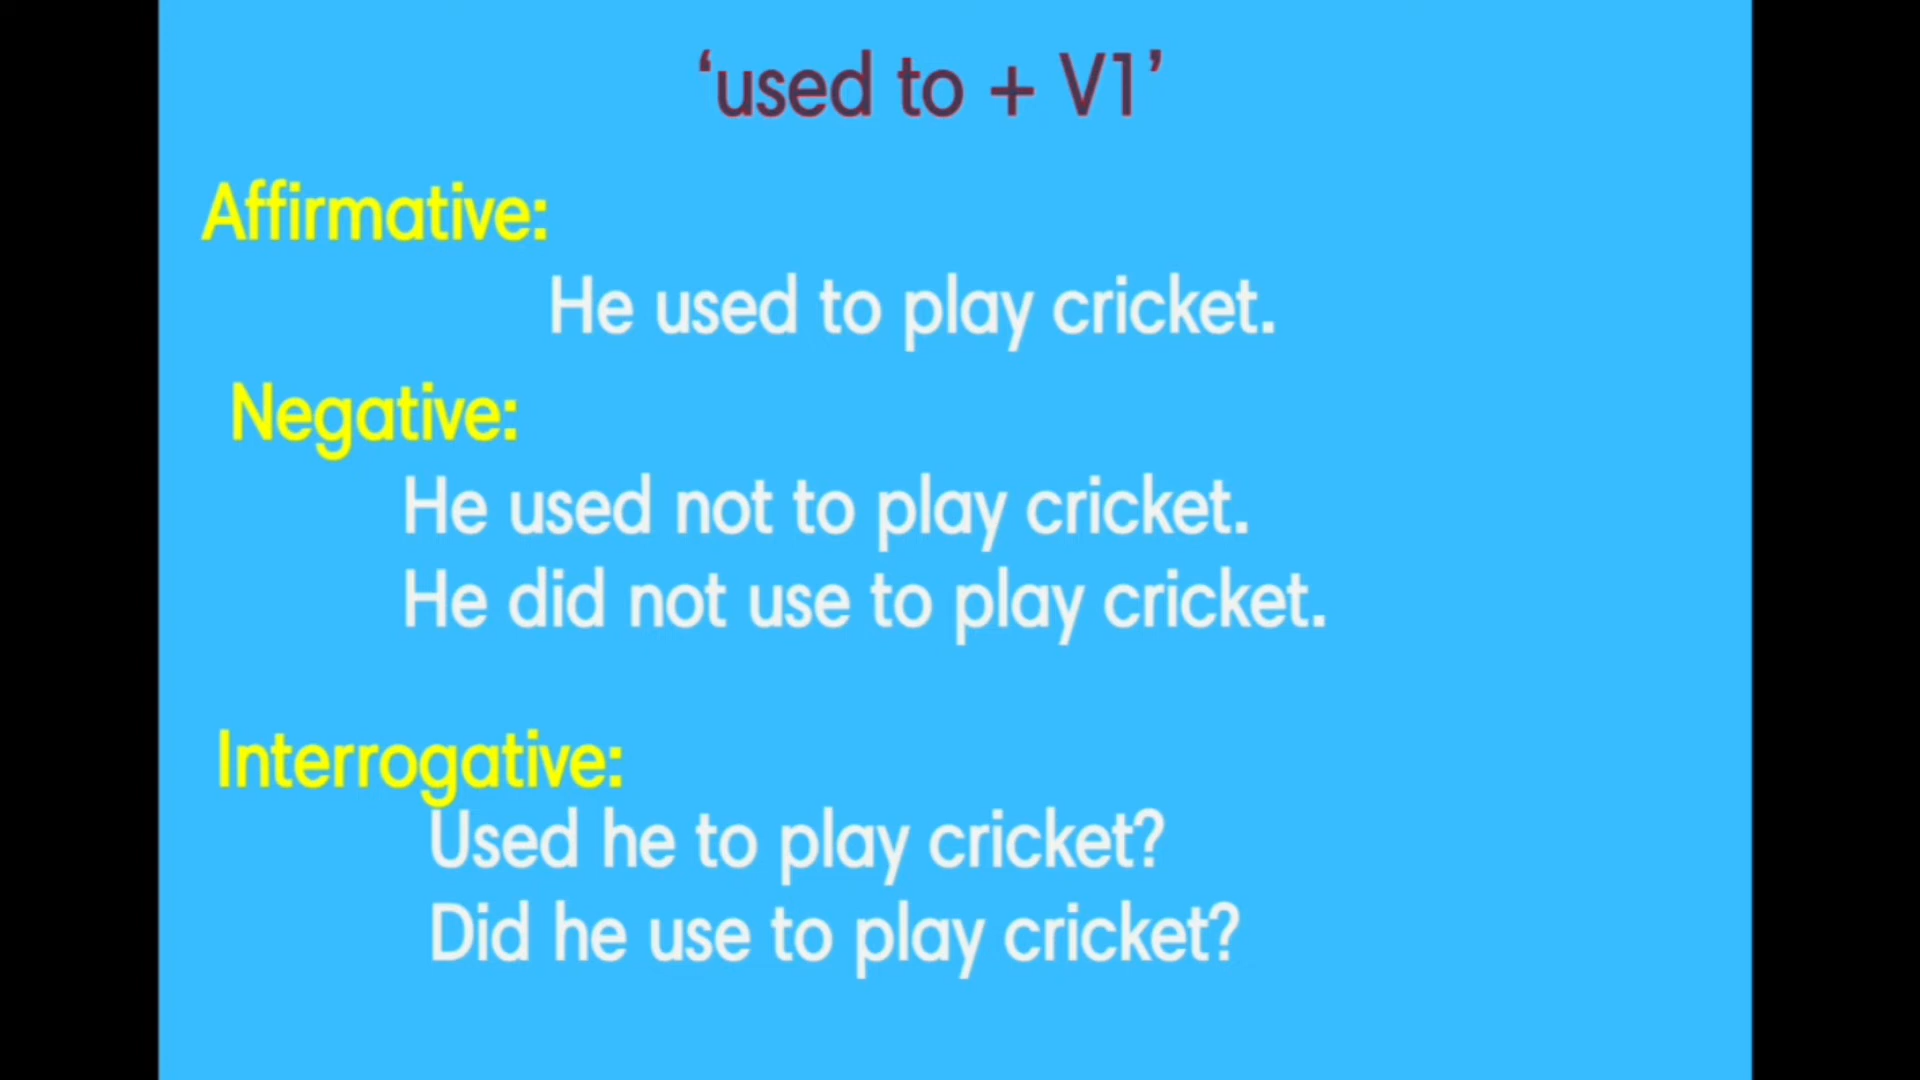 ‘used to + V1’
Affirmative:
He used to play cricket.
Negative:
He used not to play cricket.
He did not use to play cricket.
Interrogative:
Used he to play cricket?
Did he use to play cricket?